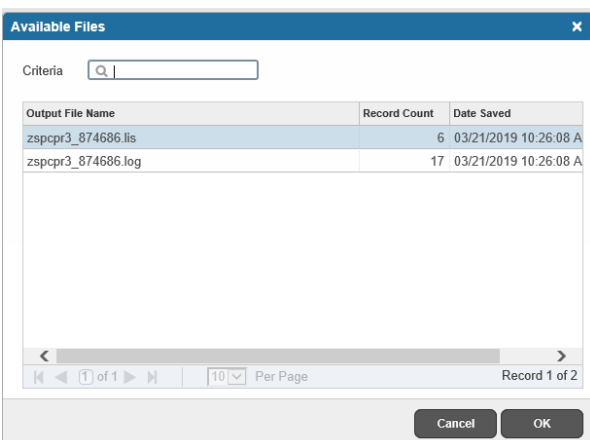 Available Files
Criteria
Output File Name Record Count Date Saved
zspcpr3_874686.lis 6 03/21/2019 10:26:08 A
zspcpr3_874686.log 17 03/21/2019 10:26:08 A
1 of 1 10 Per Page Record 1 of 2
Cancel OK